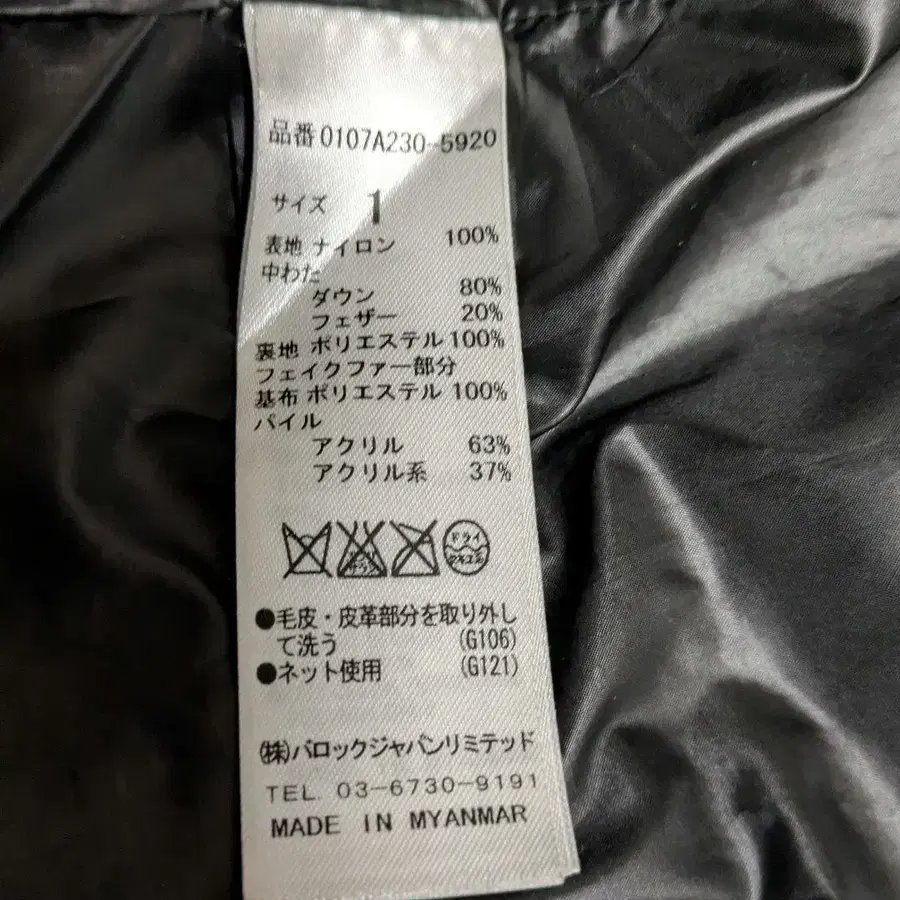 品番 0107A230-5920
サイズ 1
表地 ナイロン 100%
中わた
ダウン 80%
フェザー 20%
裏地 ポリエステル 100%
フェイクファー部分
基布 ポリエステル 100%
パイル
アクリル 63%
アクリル系 37%
ドライ
●毛皮・皮革部分を取り外し
て洗う (G106)
●ネット使用 (G121)
㈱バロックジャパンリミテッド
TEL. 03-6730-9191
MADE IN MYANMAR